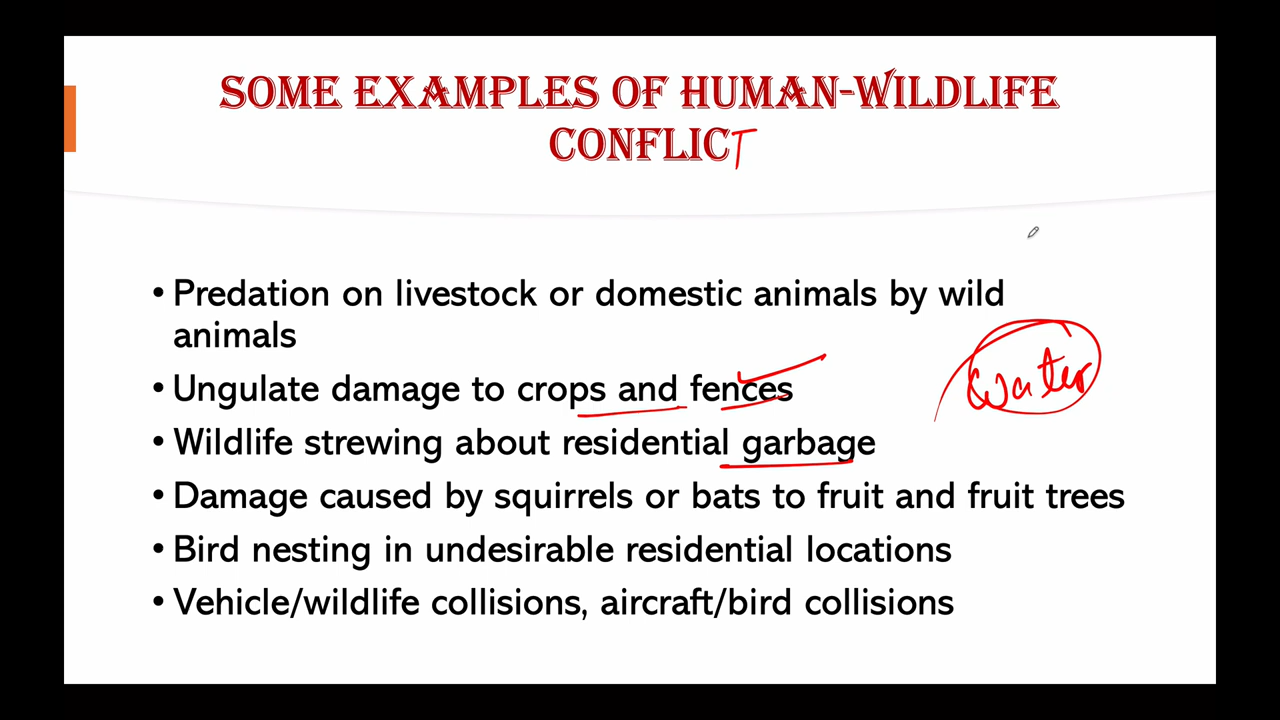 SOME EXAMPLES OF HUMAN-WILDLIFE
CONFLICT
• Predation on livestock or domestic animals by wild
animals
• Ungulate damage to crops and fences
water
• Wildlife strewing about residential garbage
• Damage caused by squirrels or bats to fruit and fruit trees
• Bird nesting in undesirable residential locations
• Vehicle/wildlife collisions, aircraft/bird collisions